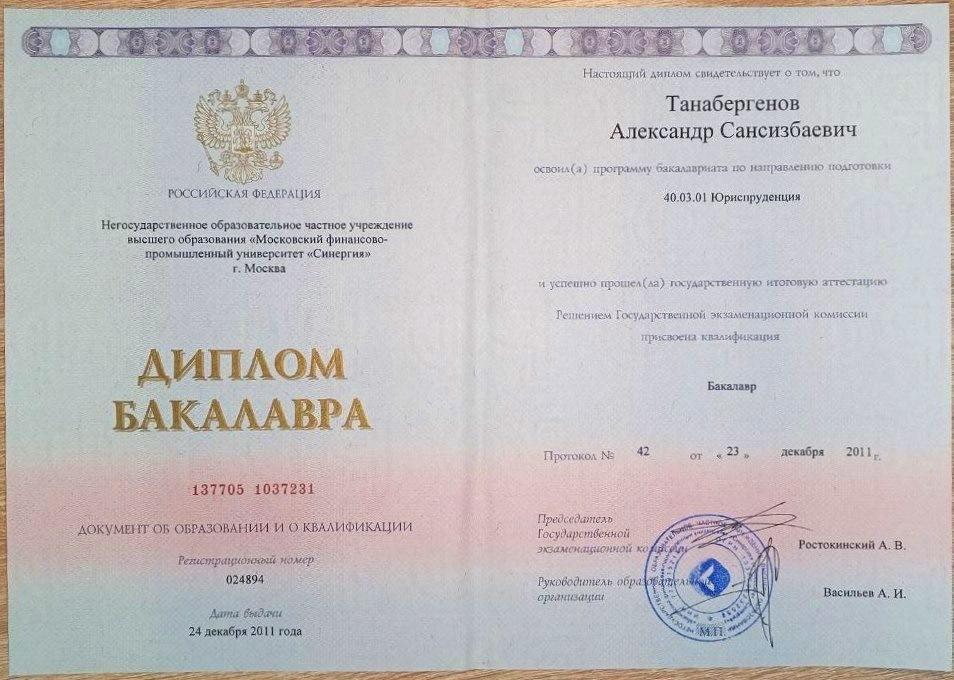 РОССИЙСКАЯ ФЕДЕРАЦИЯ
Негосударственное образовательное частное учреждение
высшего образования «Московский финансово-
промышленный университет «Синергия»
г. Москва
ДИПЛОМ
БАКАЛАВРА
137705 1037231
ДОКУМЕНТ ОБ ОБРАЗОВАНИИ И О КВАЛИФИКАЦИИ
Регистрационный номер
024894
Дата выдачи
24 декабря 2011 года
Настоящий диплом свидетельствует о том, что
Танабергенов
Александр Сансизбаевич
освоил(а) программу бакалавриата по направлению подготовки
40.03.01 Юриспруденция
и успешно прошел(ла) государственную итоговую аттестацию
Решением Государственной экзаменационной комиссии
присвоена квалификация
Бакалавр
Протокол № 42 от « 23 » декабря 2011 г.
Председатель
Государственной
экзаменационной комиссии
Ростокинский А. В.
Руководитель образовательной
организации
Васильев А. И.
М.П.